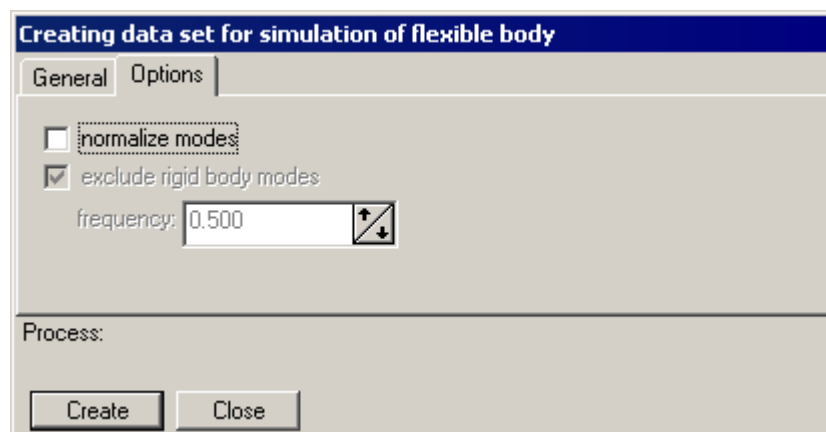 Creating data set for simulation of flexible body
General Options
normalize modes
exclude rigid body modes
frequency: 0.500
Process:
Create Close